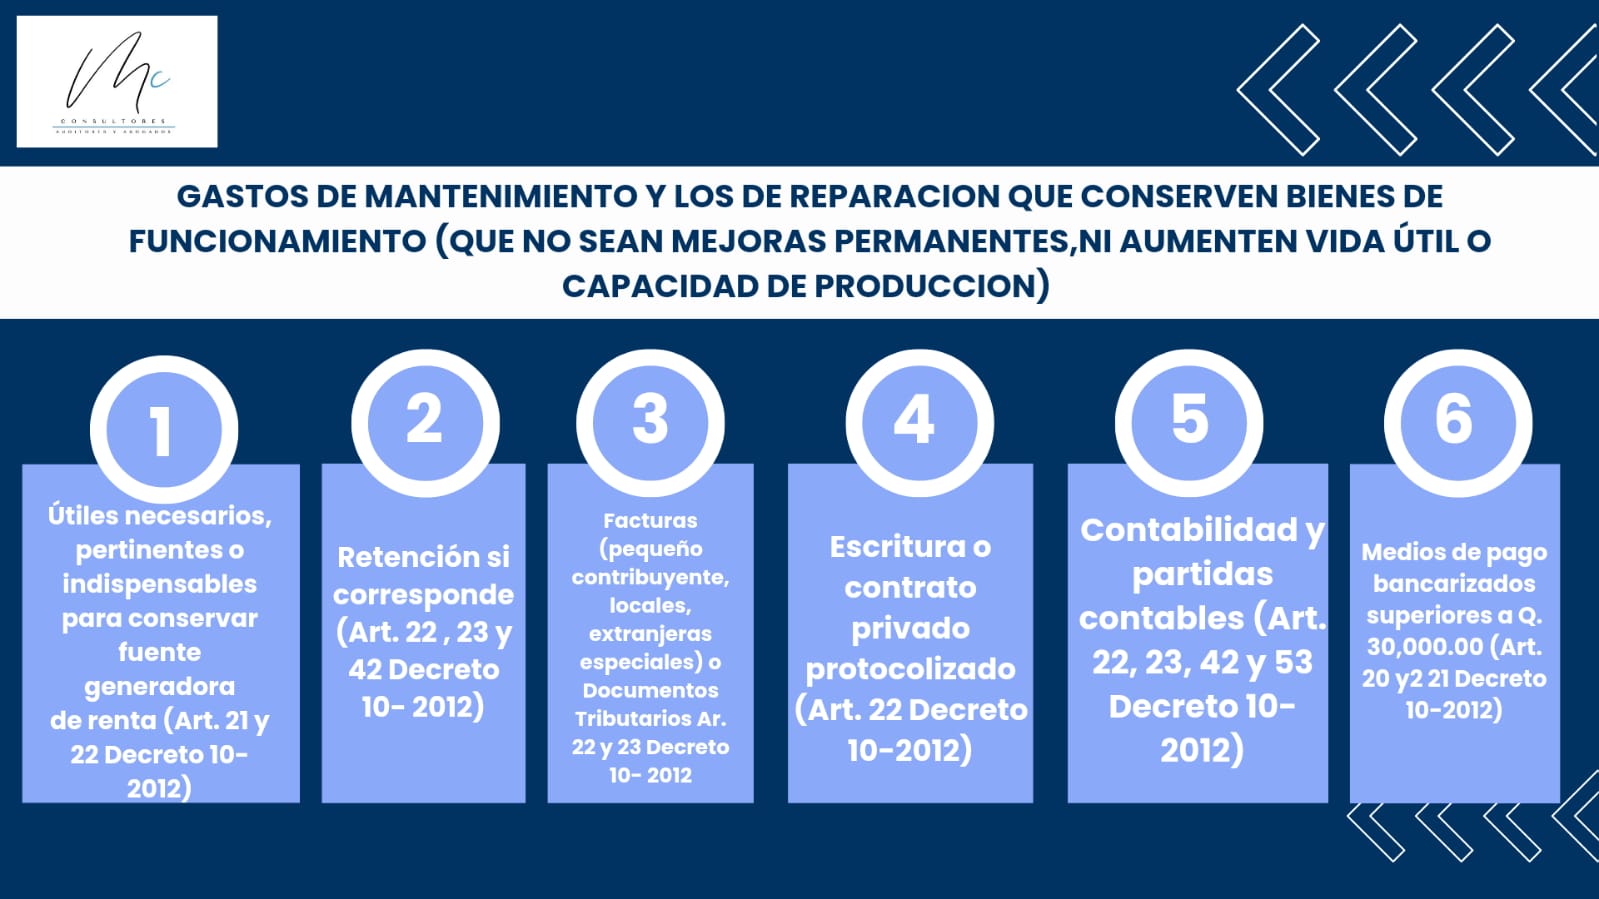 Mc
CONSULTORES
AUDITORIA Y ABOGADOS
GASTOS DE MANTENIMIENTO Y LOS DE REPARACION QUE CONSERVEN BIENES DE
FUNCIONAMIENTO (QUE NO SEAN MEJORAS PERMANENTES,NI AUMENTEN VIDA ÚTIL O
CAPACIDAD DE PRODUCCION)
1
Útiles necesarios,
pertinentes o
indispensables
para conservar
fuente
generadora
de renta (Art. 21 y
22 Decreto 10-
2012)
2
Retención si
corresponde
(Art. 22 , 23 y
42 Decreto
10- 2012)
3
Facturas
(pequeño
contribuyente,
locales,
extranjeras
especiales) o
Documentos
Tributarios Ar.
22 y 23 Decreto
10- 2012
4
Escritura o
contrato
privado
protocolizado
(Art. 22 Decreto
10-2012)
5
Contabilidad y
partidas
contables (Art.
22, 23, 42 y 53
Decreto 10-
2012)
6
Medios de pago
bancarizados
superiores a Q.
30,000.00 (Art.
20 y2 21 Decreto
10-2012)